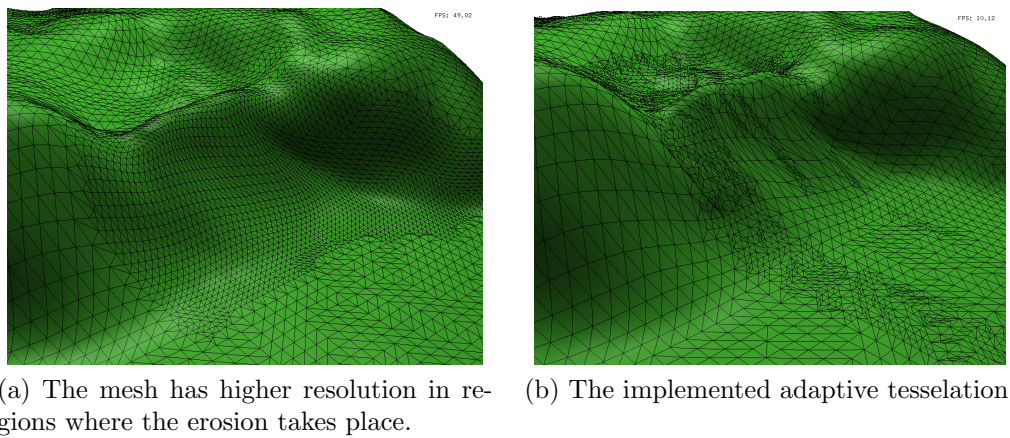 FPS: 49,02
FPS: 10,12
(a) The mesh has higher resolution in re-
gions where the erosion takes place.
(b) The implemented adaptive tesselation